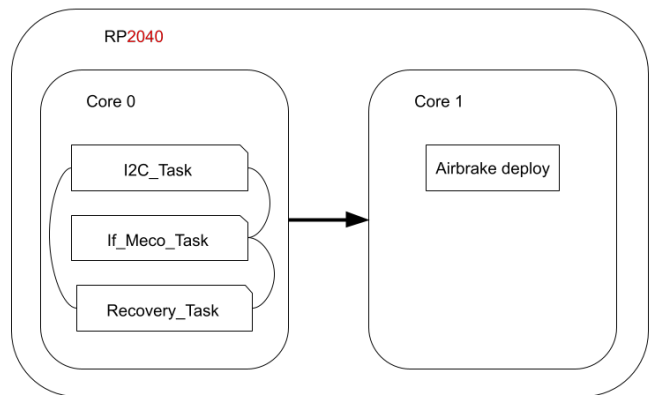 RP2040
Core 0
I2C_Task
If_Meco_Task
Recovery_Task
Core 1
Airbrake deploy